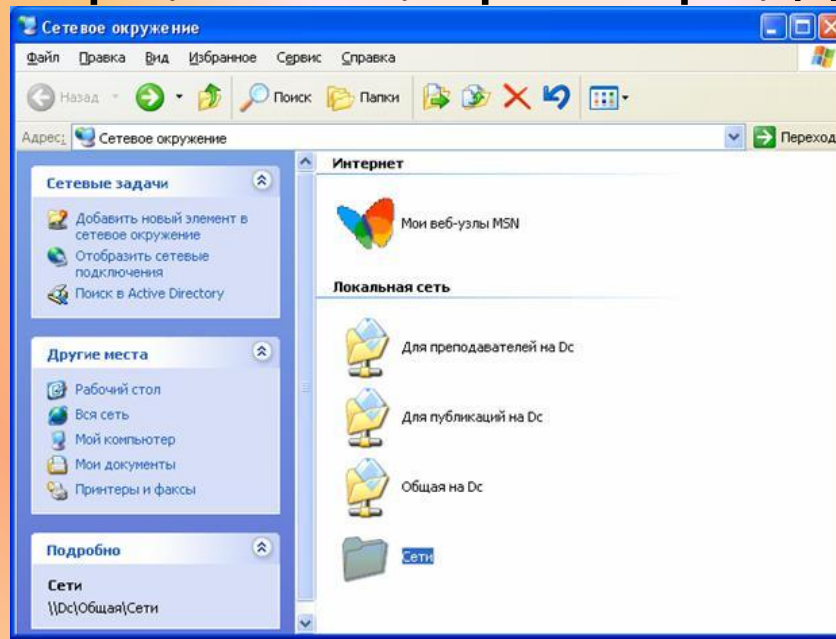 Сетевое окружение
Файл Правка Вид Избранное Сервис Справка
Назад Поиск Папки
Адрес: Сетевое окружение Переход
Сетевые задачи
Добавить новый элемент в
сетевое окружение
Отобразить сетевые
подключения
Поиск в Active Directory
Другие места
Рабочий стол
Вся сеть
Мой компьютер
Мои документы
Принтеры и факсы
Подробно
Сети
\\Dc\Общая\Сети
Интернет
Мои веб-узлы MSN
Локальная сеть
Для преподавателей на Dc
Для публикаций на Dc
Общая на Dc
Сети